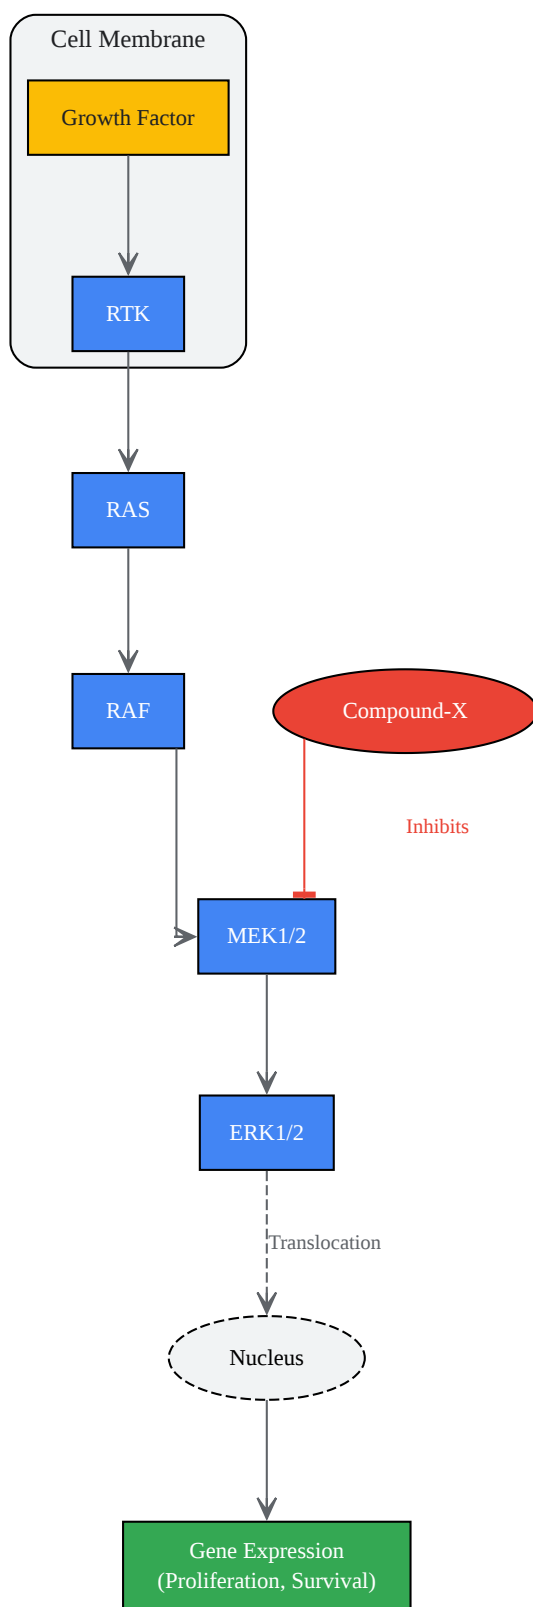 Cell Membrane
Growth Factor
RTK
RAS
RAF
Compound-X
Inhibits
MEK1/2
ERK1/2
Translocation
Nucleus
Gene Expression
(Proliferation, Survival)